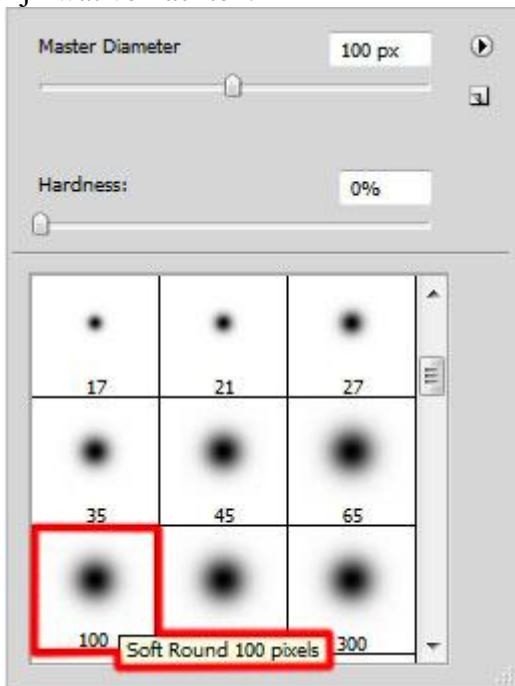 Master Diameter 100 px
Hardness: 0%
17 21 27
35 45 65
100 300
Soft Round 100 pixels